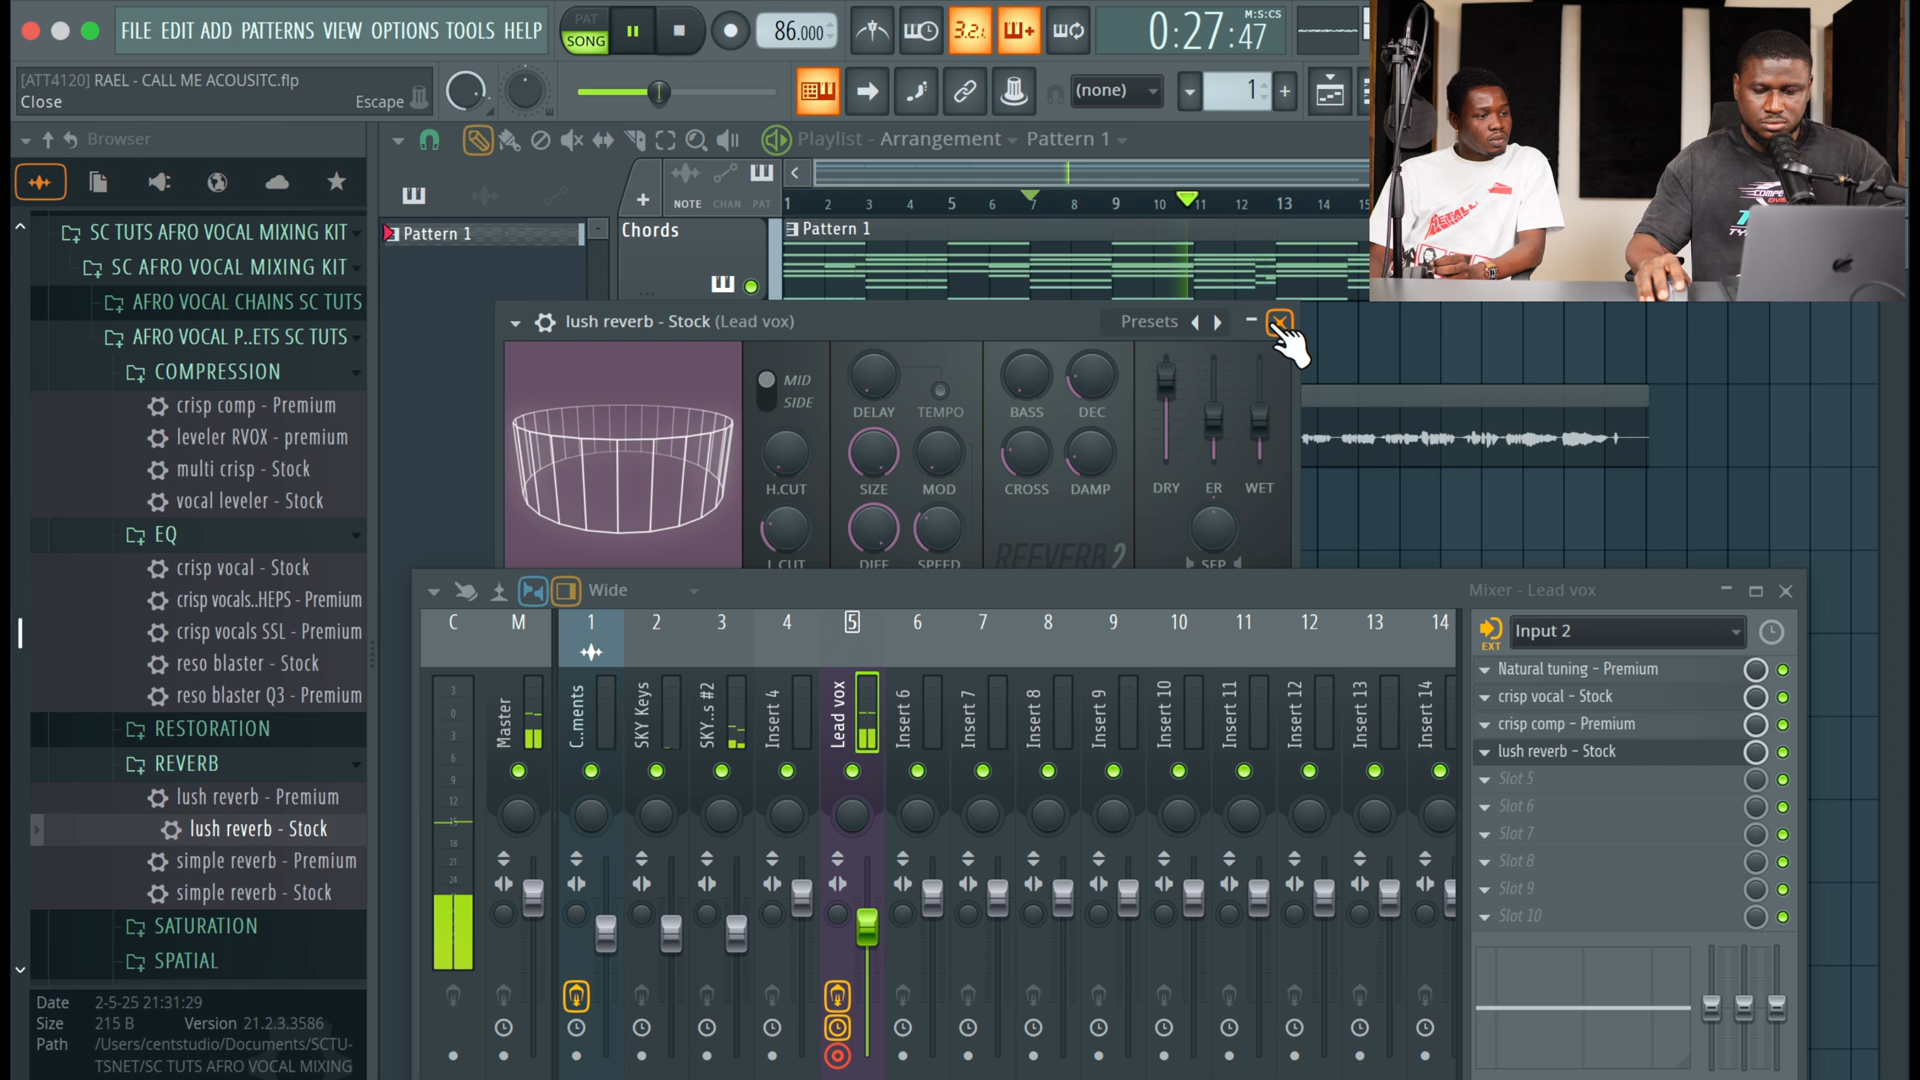 FILE EDIT ADD PATTERNS VIEW OPTIONS TOOLS HELP
PAT
SONG
86.000
3.2.
0:27:47
M:S:CS
[ATT4120] RAEL - CALL ME ACOUSITC.flp
Close
Escape
(none)
1
Browser
Playlist - Arrangement
Pattern 1
NOTE CHAN PAT
1 2 3 4 5 6 7 8 9 10 11 12 13 14 15
Pattern 1
Chords
Pattern 1
SC TUTS AFRO VOCAL MIXING KIT
SC AFRO VOCAL MIXING KIT
AFRO VOCAL CHAINS SC TUTS
AFRO VOCAL P..ETS SC TUTS
COMPRESSION
crisp comp - Premium
leveler RVOX - premium
multi crisp - Stock
vocal leveler - Stock
EQ
crisp vocal - Stock
crisp vocals..HEPS - Premium
crisp vocals SSL - Premium
reso blaster - Stock
reso blaster Q3 - Premium
RESTORATION
REVERB
lush reverb - Premium
lush reverb - Stock
simple reverb - Premium
simple reverb - Stock
SATURATION
SPATIAL
Date 2-5-25 21:31:29
Size 215 B Version 21.2.3.3586
Path /Users/centstudio/Documents/SCTU-
TSNET/SC TUTS AFRO VOCAL MIXING
lush reverb - Stock (Lead vox)
Presets
MID
SIDE
H.CUT
L.CUT
DELAY TEMPO
SIZE MOD
DIFF SPEED
BASS DEC
CROSS DAMP
REEVERB 2
DRY ER WET
SEP
Wide
Mixer - Lead vox
C M 1 2 3 4 5 6 7 8 9 10 11 12 13 14
3
0
3
6
9
12
15
18
21
24
Master
C..ments
SKY Keys
SKY..s #2
Insert 4
Lead vox
Insert 6
Insert 7
Insert 8
Insert 9
Insert 10
Insert 11
Insert 12
Insert 13
Insert 14
EXT
Input 2
Natural tuning - Premium
crisp vocal - Stock
crisp comp - Premium
lush reverb - Stock
Slot 5
Slot 6
Slot 7
Slot 8
Slot 9
Slot 10